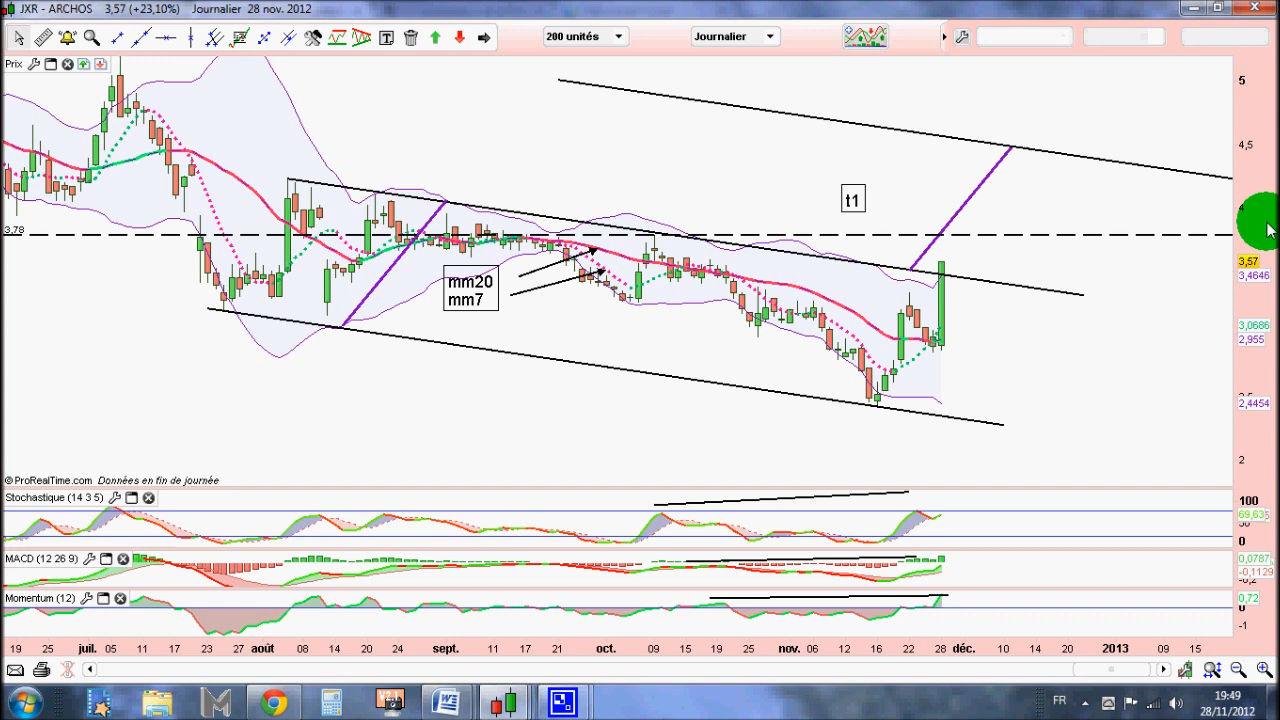 JXR - ARCHOS 3,57 (+23,10%) Journalier 28 nov. 2012
200 unités Journalier
Prix
5
4,5
4
3,78
3,57
3,4646
t1
mm20
mm7
3,0686
2,955
2,4454
2
© ProRealTime.com Données en fin de journée
Stochastique (14 3 5)
100
69,635
0
MACD (12 26 9)
0,0787
-0,1129
-0,2
Momentum (12)
0,72
0
-1
19 25 juil. 05 11 17 23 27 août 08 14 20 24 sept. 11 17 21 oct. 09 15 19 25 nov. 06 12 16 22 28 déc. 10 14 20 2013 09 15
FR 19:49
28/11/2012